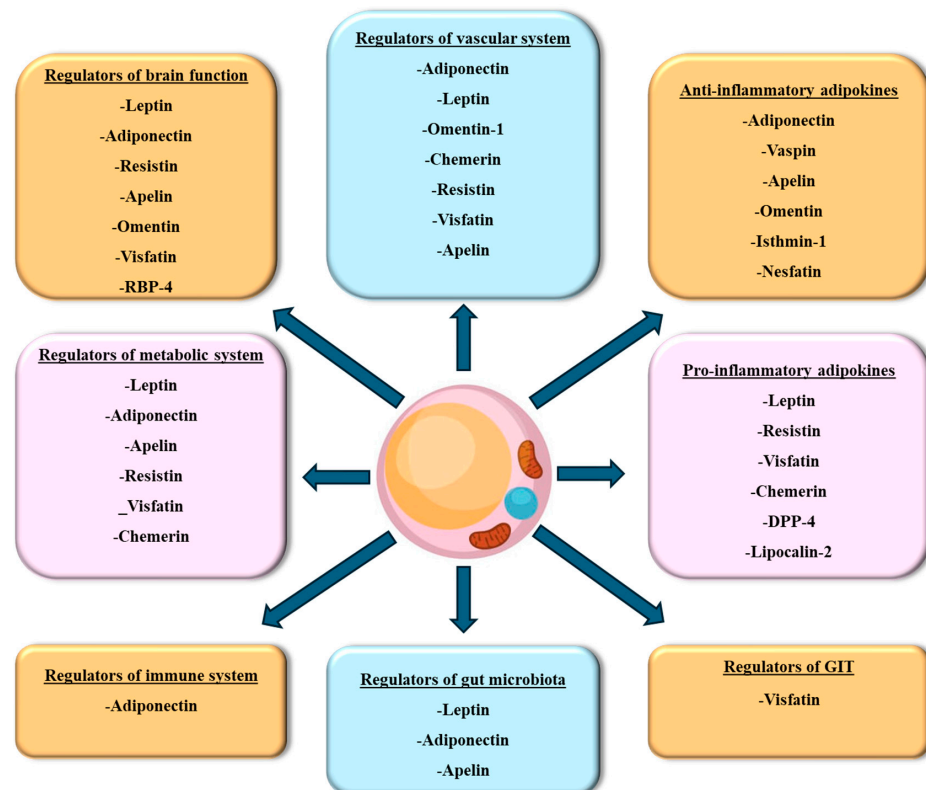 Regulators of brain function
-Leptin
-Adiponectin
-Resistin
-Apelin
-Omentin
-Visfatin
-RBP-4
Regulators of vascular system
-Adiponectin
-Leptin
-Omentin-1
-Chemerin
-Resistin
-Visfatin
-Apelin
Anti-inflammatory adipokines
-Adiponectin
-Vaspin
-Apelin
-Omentin
-Isthmin-1
-Nesfatin
Regulators of metabolic system
-Leptin
-Adiponectin
-Apelin
-Resistin
_Visfatin
-Chemerin
Pro-inflammatory adipokines
-Leptin
-Resistin
-Visfatin
-Chemerin
-DPP-4
-Lipocalin-2
Regulators of immune system
-Adiponectin
Regulators of gut microbiota
-Leptin
-Adiponectin
-Apelin
Regulators of GIT
-Visfatin